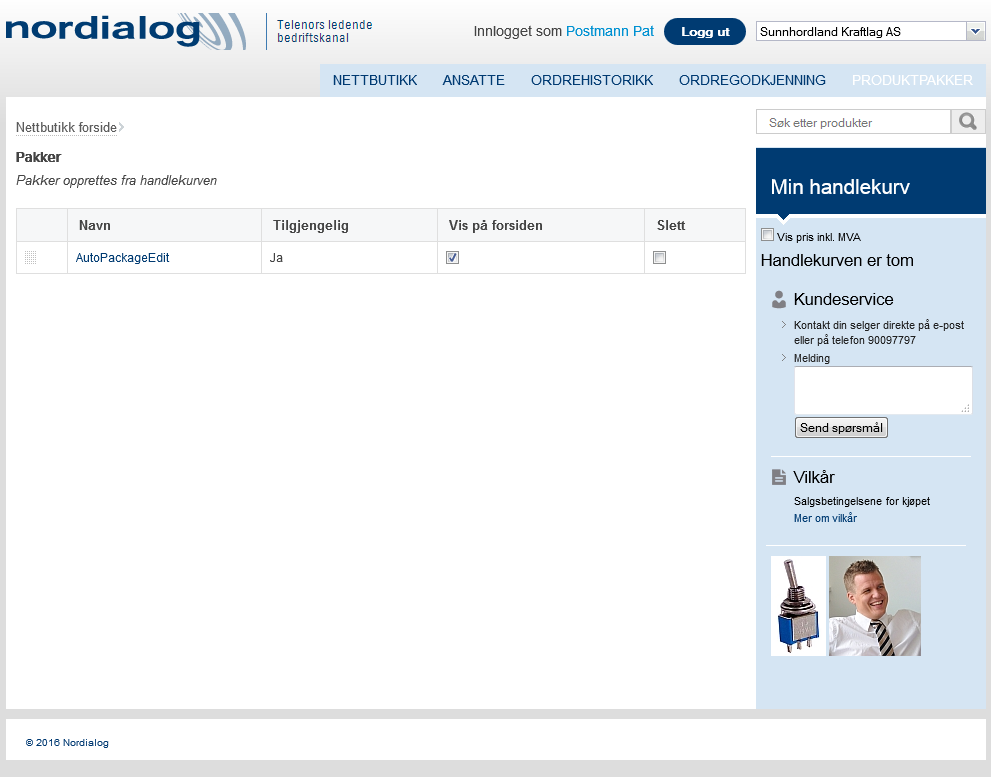 nordialog
Telenors ledende
bedriftskanal
Innlogget som Postmann Pat
Logg ut
Sunnhordland Kraftlag AS
NETTBUTIKK ANSATTE ORDREHISTORIKK ORDREGODKJENNING PRODUKTPAKKER
Nettbutikk forside
Søk etter produkter
Pakker
Pakker opprettes fra handlekurven
Navn Tilgjengelig Vis på forsiden Slett
AutoPackageEdit Ja
Min handlekurv
Vis pris inkl. MVA
Handlekurven er tom
Kundeservice
Kontakt din selger direkte på e-post
eller på telefon 90097797
Melding
Send spørsmål
Vilkår
Salgsbetingelsene for kjøpet
Mer om vilkår
© 2016 Nordialog